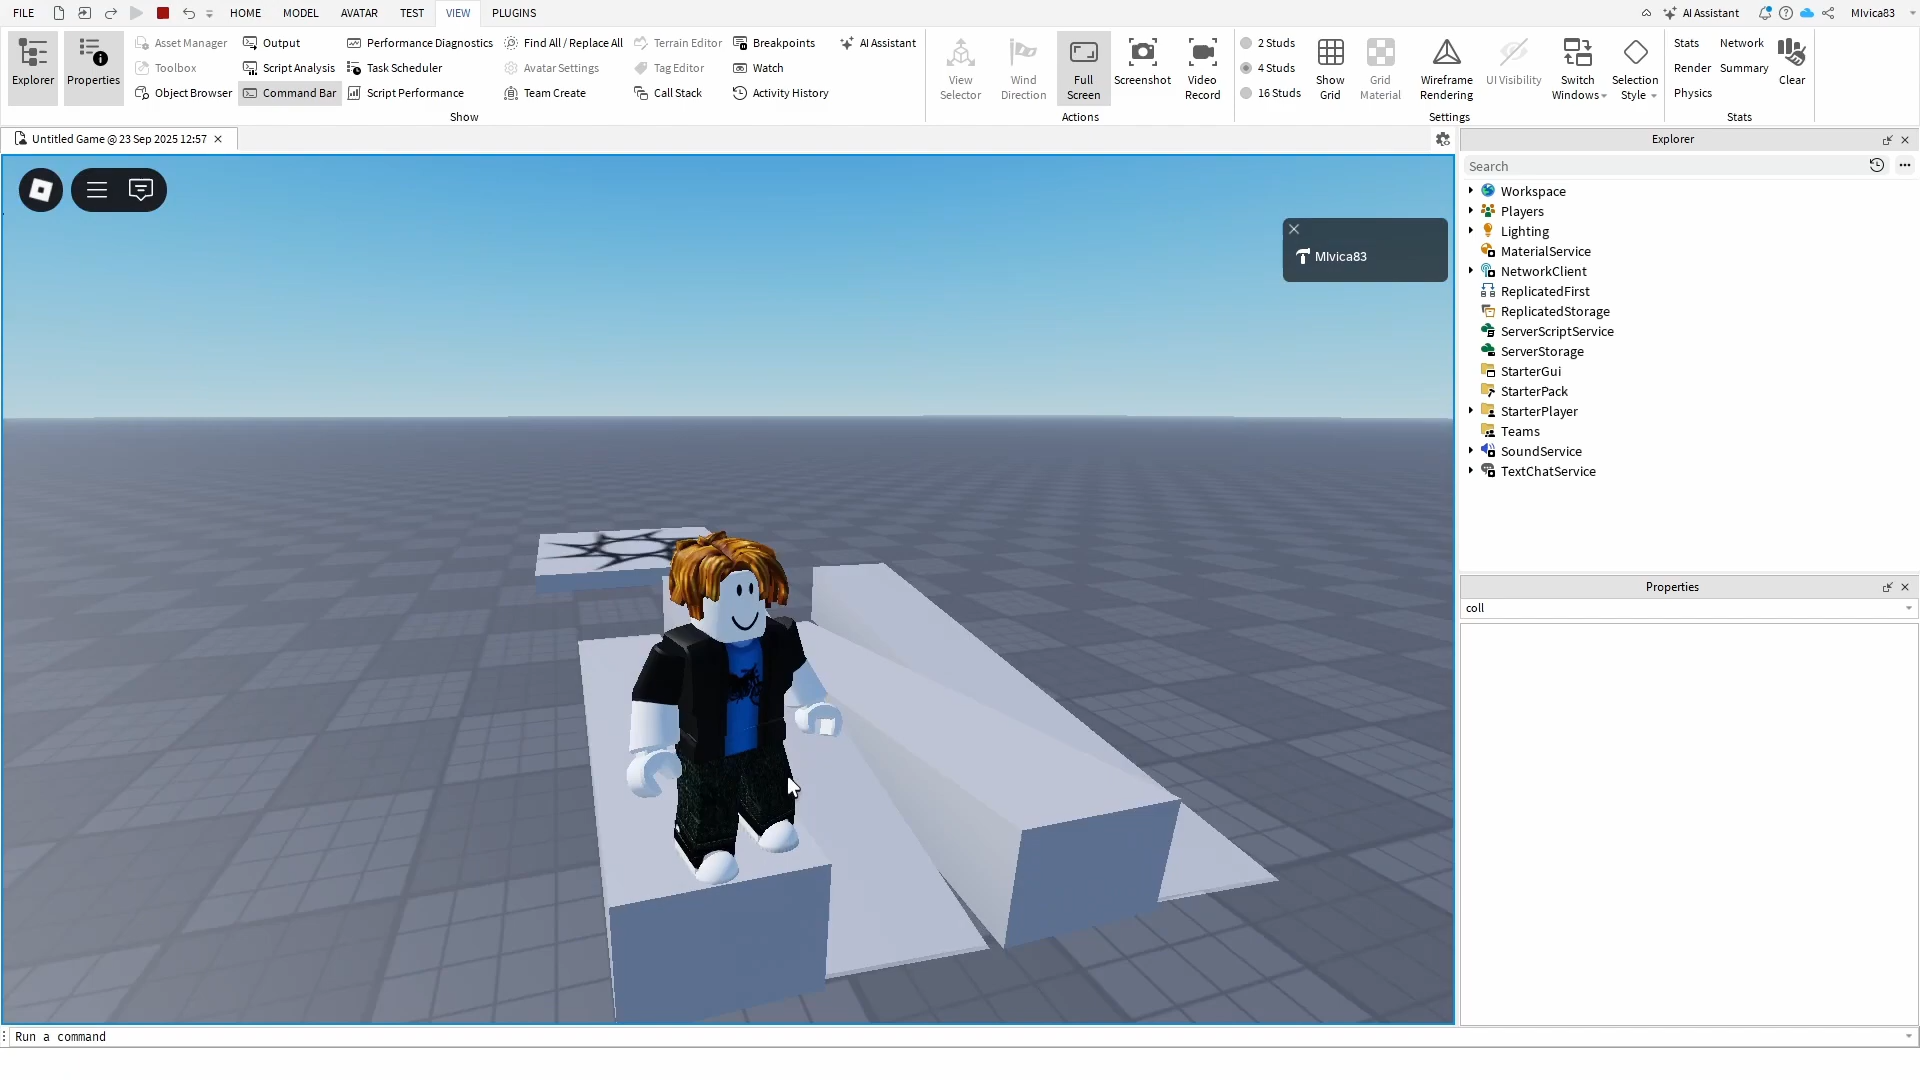 FILE
HOME
MODEL
AVATAR
TEST
VIEW
PLUGINS
AI Assistant
MIvica83
Explorer
Properties
Asset Manager
Toolbox
Object Browser
Output
Script Analysis
Command Bar
Performance Diagnostics
Task Scheduler
Script Performance
Find All / Replace All
Avatar Settings
Team Create
Terrain Editor
Tag Editor
Call Stack
Breakpoints
Watch
Activity History
AI Assistant
Show
View
Selector
Wind
Direction
Full
Screen
Screenshot
Video
Record
Actions
2 Studs
4 Studs
16 Studs
Show
Grid
Grid
Material
Wireframe
Rendering
UI Visibility
Switch
Windows
Selection
Style
Settings
Stats
Network
Render
Summary
Physics
Clear
Stats
Untitled Game @ 23 Sep 2025 12:57
MIvica83
Explorer
Search
Workspace
Players
Lighting
MaterialService
NetworkClient
ReplicatedFirst
ReplicatedStorage
ServerScriptService
ServerStorage
StarterGui
StarterPack
StarterPlayer
Teams
SoundService
TextChatService
Properties
coll
Run a command